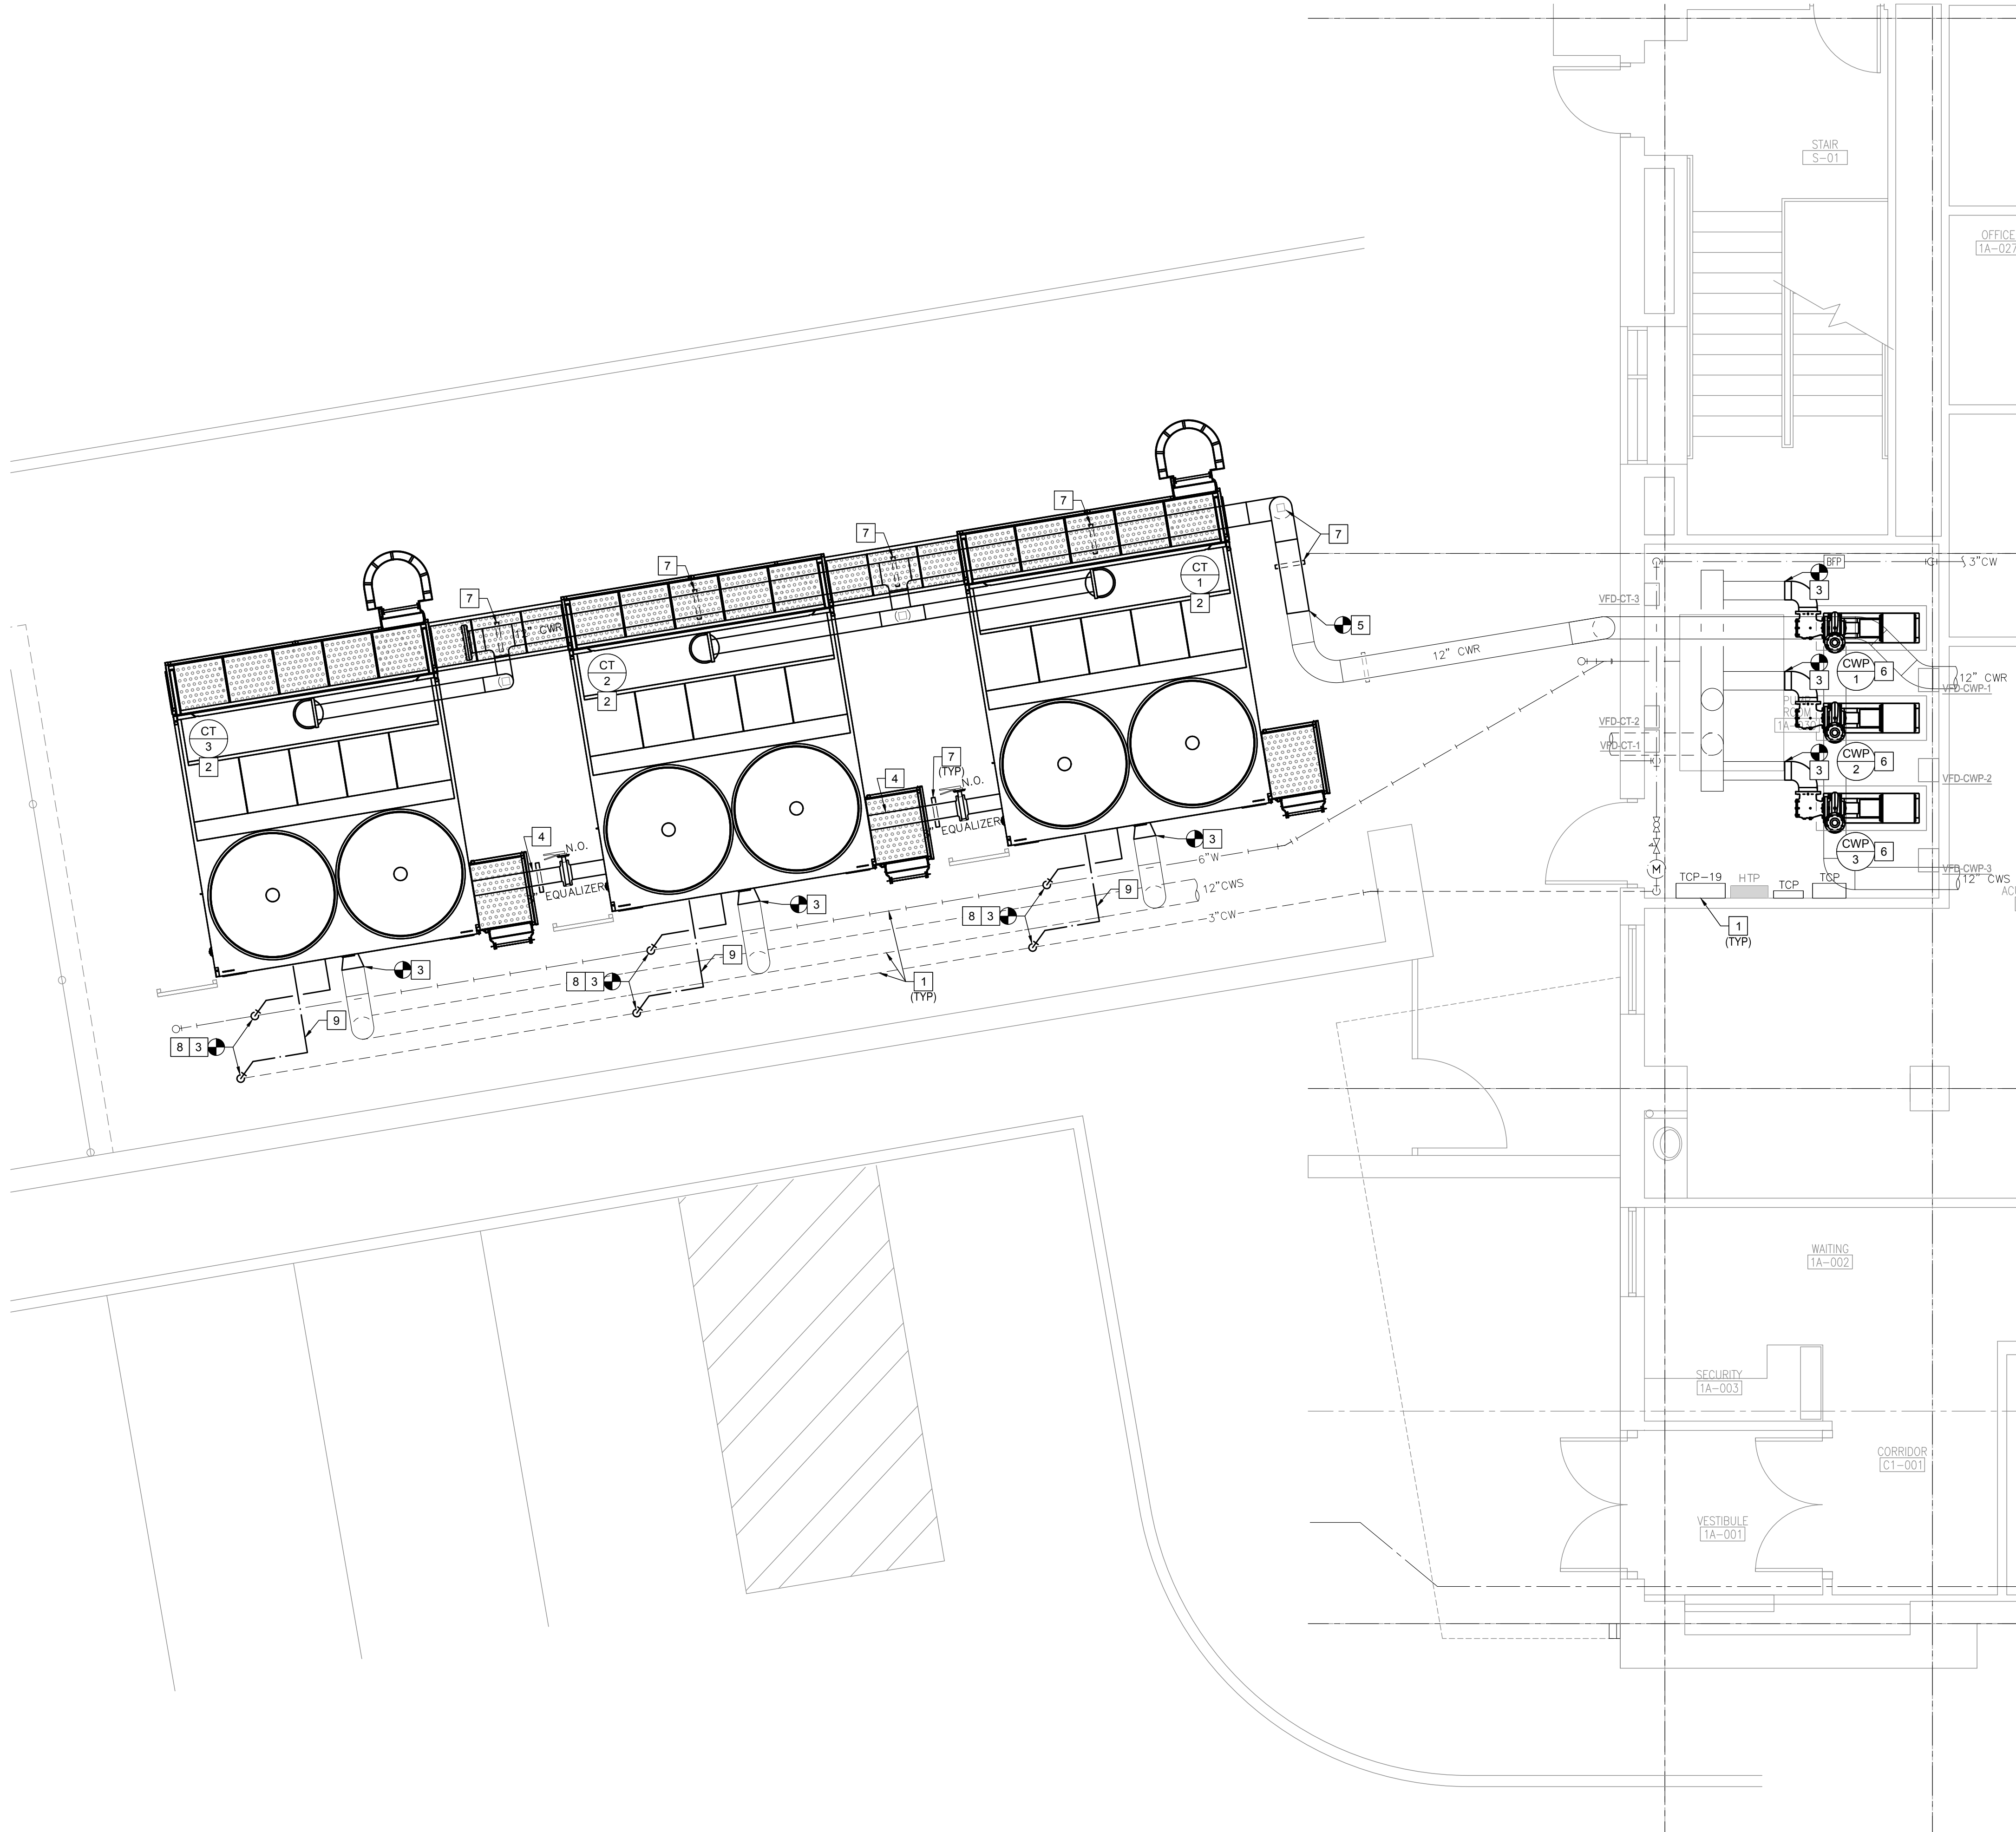 STAIR
S-01
OFFICE
1A-027
7
7
7
7
7
CT
1
2
BFP
3"CW
3
VFD-CT-3
5
12" CWR
12" CWR
CT
2
2
3
CWP
1
6
12" CWR
VFD-CWP-1
CT
3
2
VFD-CT-2
VFD-CT-1
ROOM
3
CWP
2
6
VFD-CWP-2
4
7
(TYP)
N.O.
EQUALIZER
3
4
N.O.
EQUALIZER
6"W
12"CWS
3"CW
CWP
3
6
VFD-CWP-3
12" CWS
TCP-19
HTP
TCP
TCP
1
(TYP)
9
3
8
3
9
3
8
3
1
(TYP)
9
8
3
WAITING
1A-002
SECURITY
1A-003
CORRIDOR
C1-001
VESTIBULE
1A-001
M